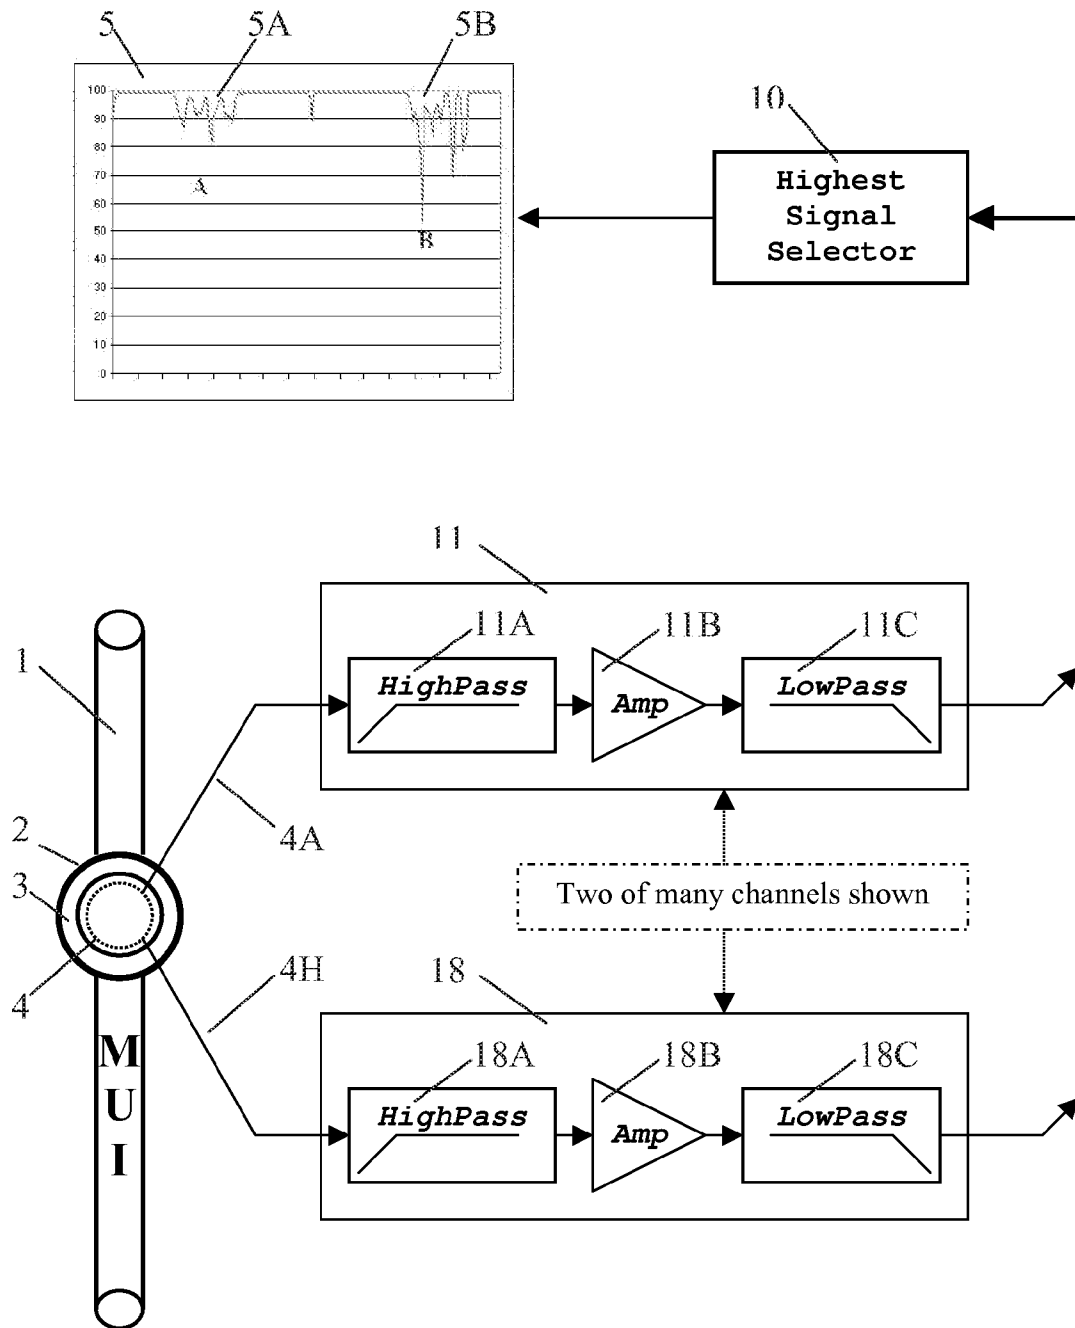 5 5A 5B
100
90
80
70
60
50
40
30
20
10
0
A
B
10
Highest
Signal
Selector
11
11A 11B 11C
HighPass Amp LowPass
1
4A
2
3
4
Two of many channels shown
4H
18
18A 18B 18C
HighPass Amp LowPass
M
U
I